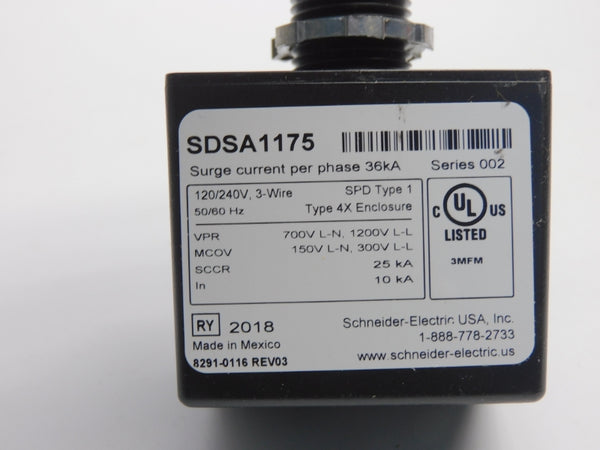 SDSA1175
Surge current per phase 36kA Series 002
120/240V, 3-Wire SPD Type 1
50/60 Hz Type 4X Enclosure
VPR 700V L-N, 1200V L-L
MCOV 150V L-N, 300V L-L
SCCR 25 kA
In 10 kA
C UL US
LISTED
3MFM
RY 2018
Made in Mexico
8291-0116 REV03
Schneider-Electric USA, Inc.
1-888-778-2733
www.schneider-electric.us